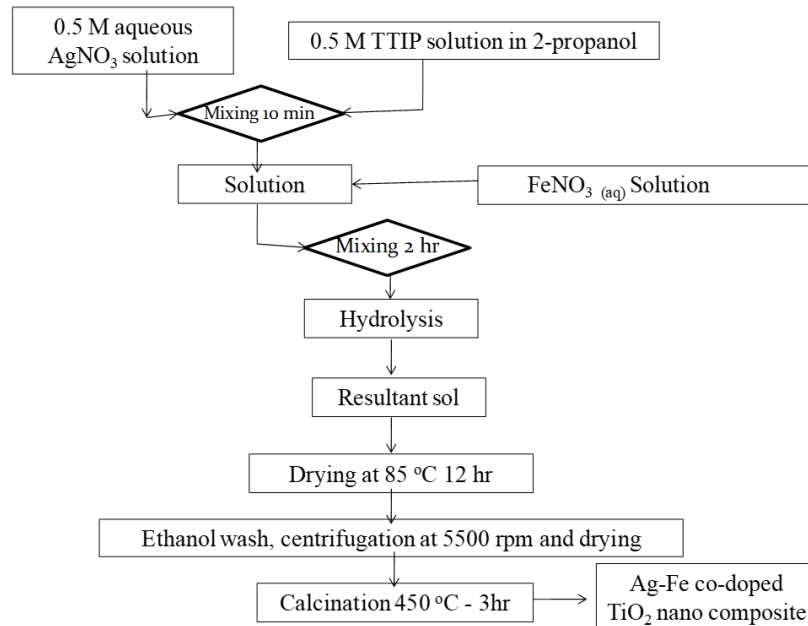 0.5 M aqueous
AgNO₃ solution
0.5 M TTIP solution in 2-propanol
Mixing 10 min
Solution
FeNO₃ (aq) Solution
Mixing 2 hr
Hydrolysis
Resultant sol
Drying at 85 ᵒC 12 hr
Ethanol wash, centrifugation at 5500 rpm and drying
Calcination 450 ᵒC - 3hr
Ag-Fe co-doped
TiO₂ nano composite